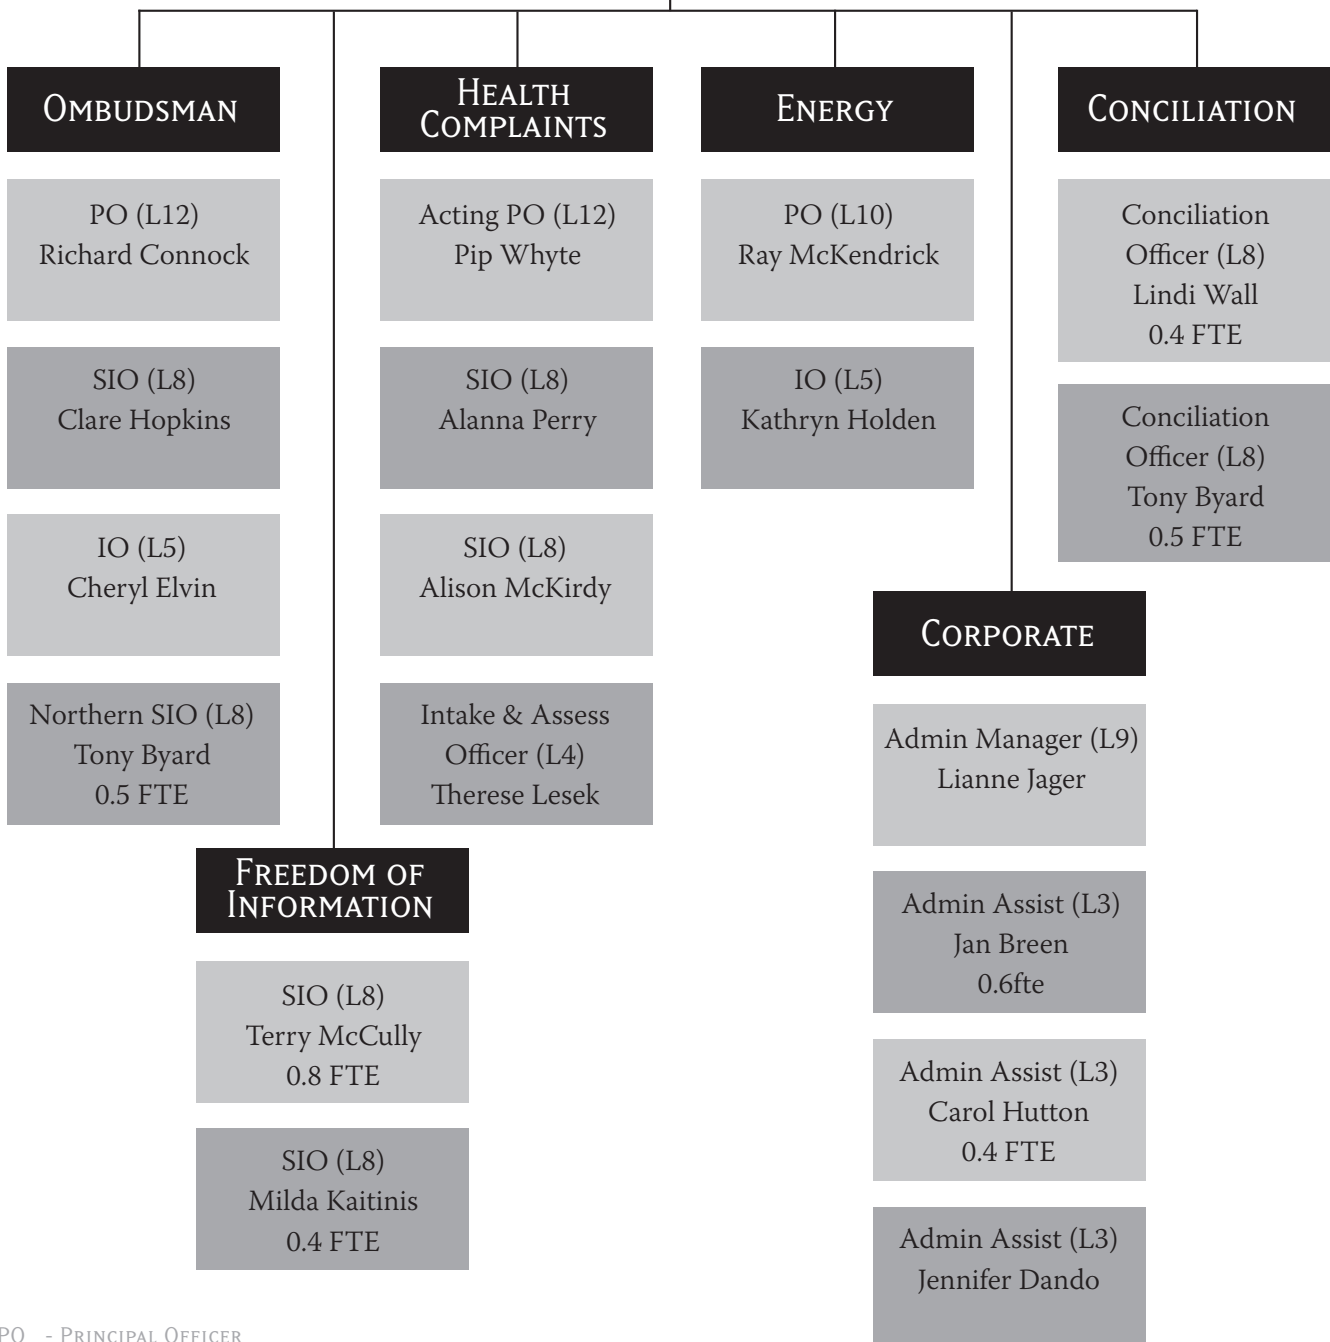 OMBUDSMAN
PO (L12)
Richard Connock
SIO (L8)
Clare Hopkins
IO (L5)
Cheryl Elvin
Northern SIO (L8)
Tony Byard
0.5 FTE
FREEDOM OF
INFORMATION
SIO (L8)
Terry McCully
0.8 FTE
SIO (L8)
Milda Kaitinis
0.4 FTE
HEALTH
COMPLAINTS
Acting PO (L12)
Pip Whyte
SIO (L8)
Alanna Perry
SIO (L8)
Alison McKirdy
Intake & Assess
Officer (L4)
Therese Lesek
ENERGY
PO (L10)
Ray McKendrick
IO (L5)
Kathryn Holden
CORPORATE
Admin Manager (L9)
Lianne Jager
Admin Assist (L3)
Jan Breen
0.6fte
Admin Assist (L3)
Carol Hutton
0.4 FTE
Admin Assist (L3)
Jennifer Dando
CONCILIATION
Conciliation
Officer (L8)
Lindi Wall
0.4 FTE
Conciliation
Officer (L8)
Tony Byard
0.5 FTE
PO - PRINCIPAL OFFICER